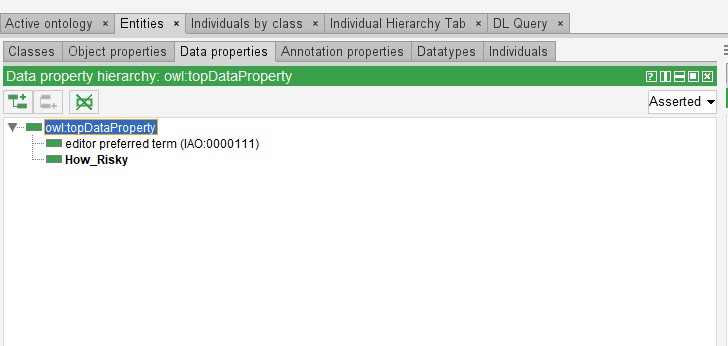 Active ontology × Entities × Individuals by class × Individual Hierarchy Tab × DL Query ×
Classes Object properties Data properties Annotation properties Datatypes Individuals
Data property hierarchy: owl:topDataProperty
Asserted
owl:topDataProperty
editor preferred term (IAO:0000111)
How_Risky